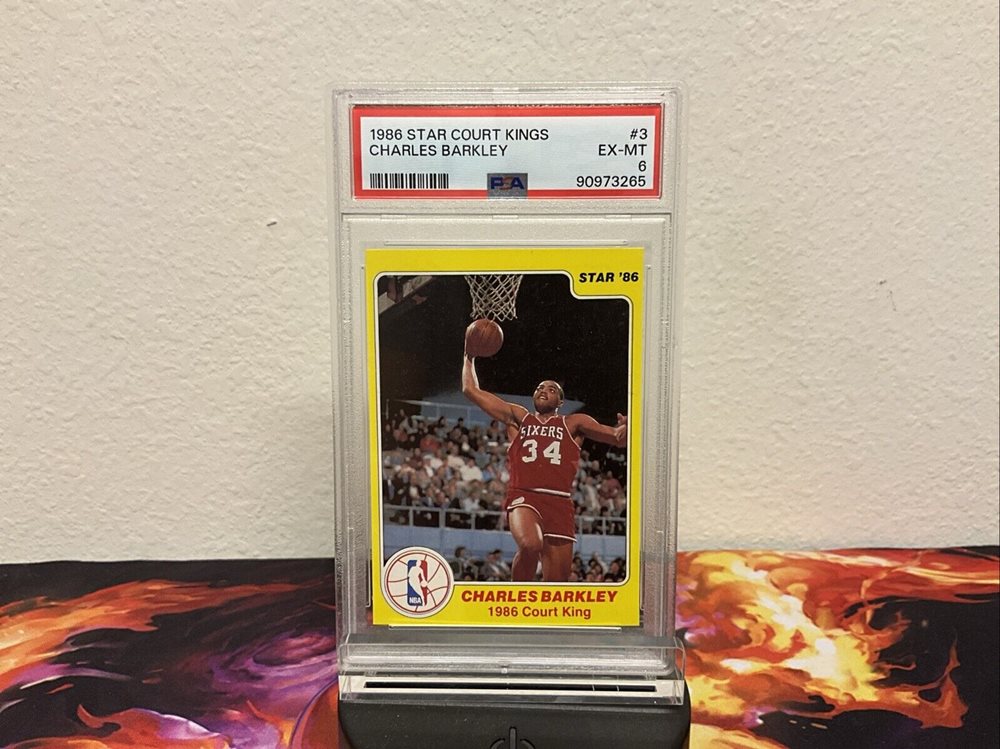 1986 STAR COURT KINGS #3
CHARLES BARKLEY EX-MT
6
PSA 90973265
STAR '86
SIXERS
34
NBA
CHARLES BARKLEY
1986 Court King